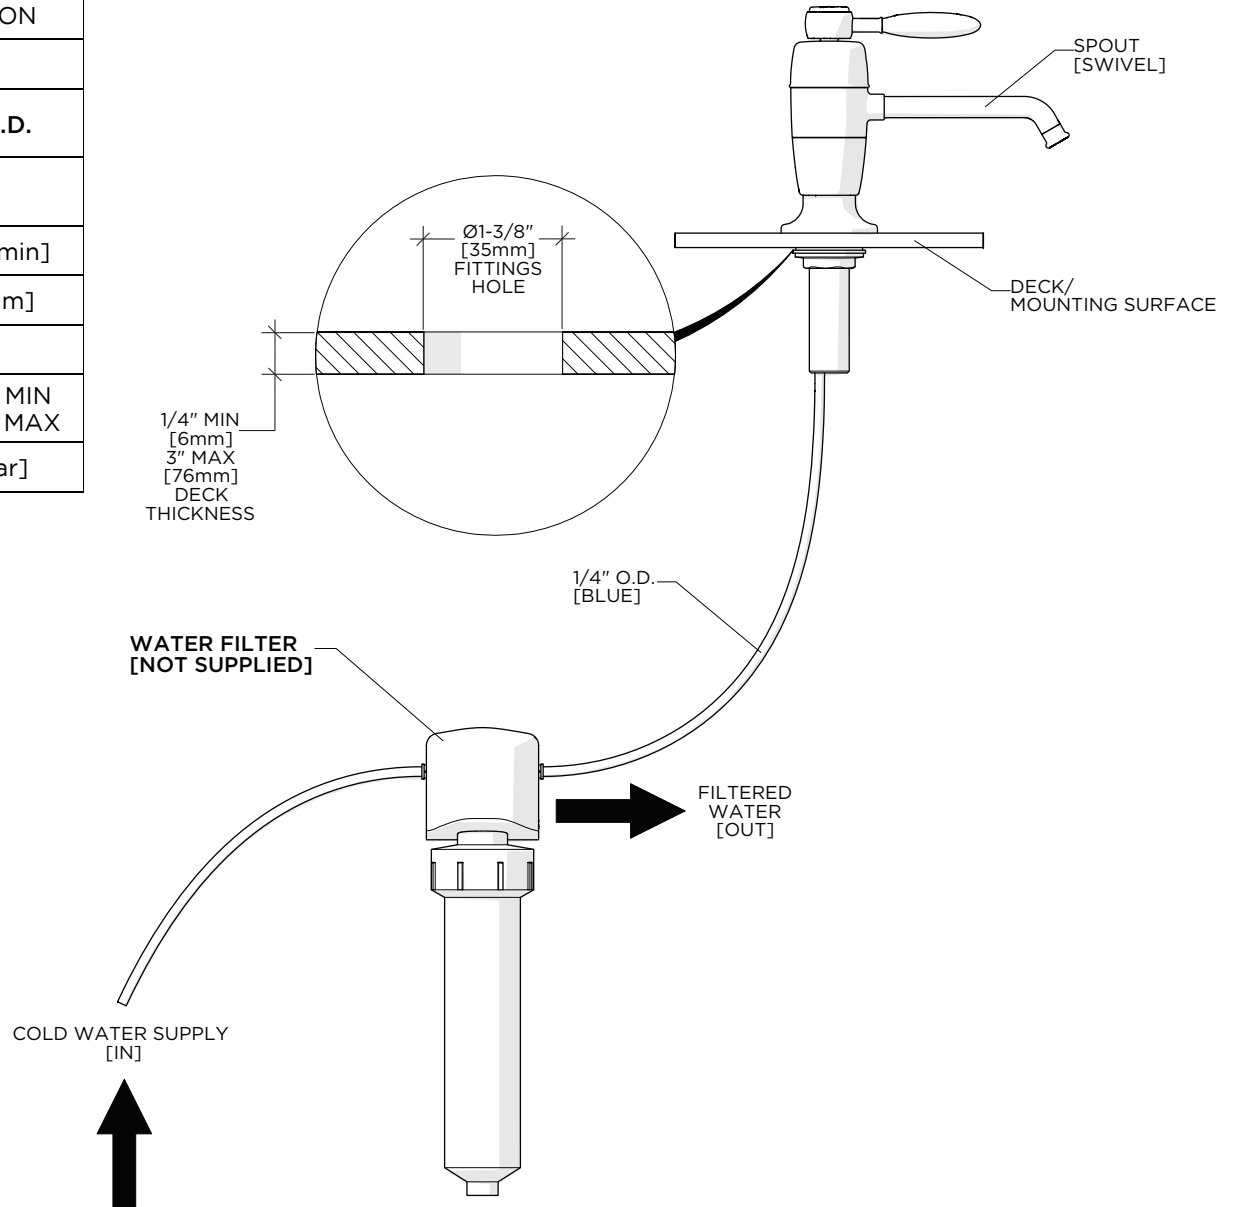 ON
.D.
min]
m]
MIN
MAX
ar]
SPOUT
[SWIVEL]
Ø1-3/8"
[35mm]
FITTINGS
HOLE
DECK/
MOUNTING SURFACE
1/4" MIN
[6mm]
3" MAX
[76mm]
DECK
THICKNESS
1/4" O.D.
[BLUE]
WATER FILTER
[NOT SUPPLIED]
FILTERED
WATER
[OUT]
COLD WATER SUPPLY
[IN]